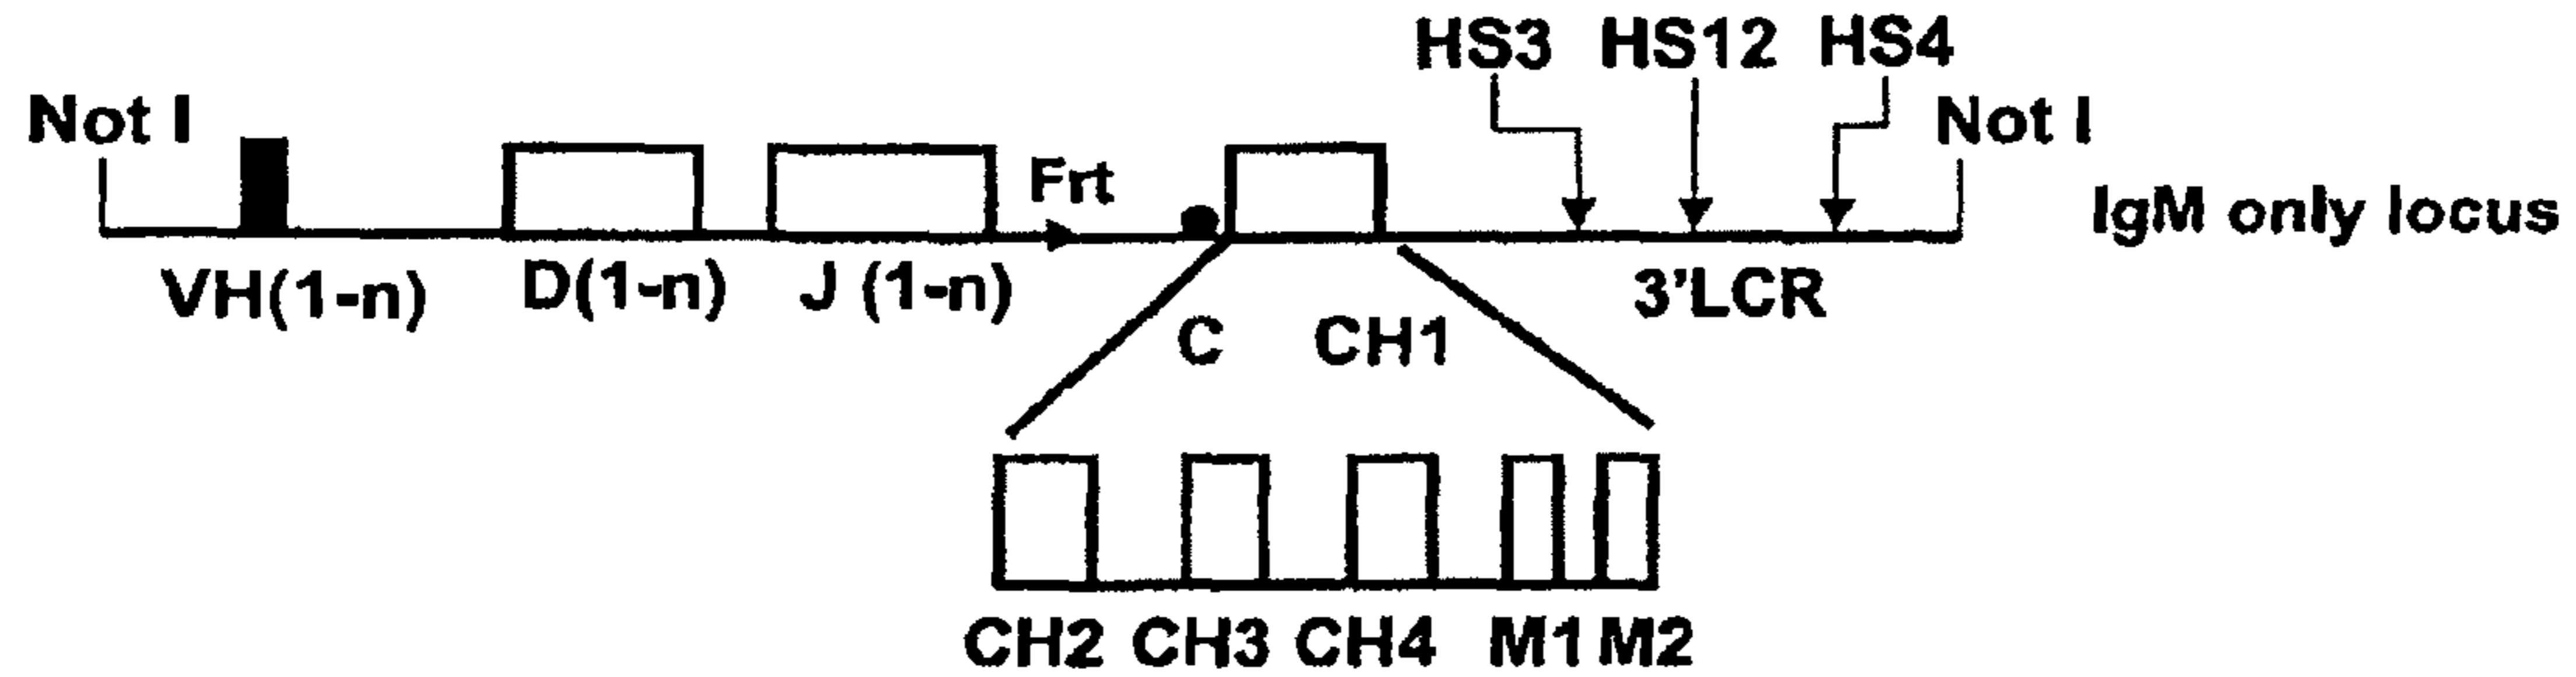 HS3 HS12 HS4
Not I Not I
Frt IgM only locus
VH(1-n) D(1-n) J (1-n) 3'LCR
C CH1
CH2 CH3 CH4 M1 M2